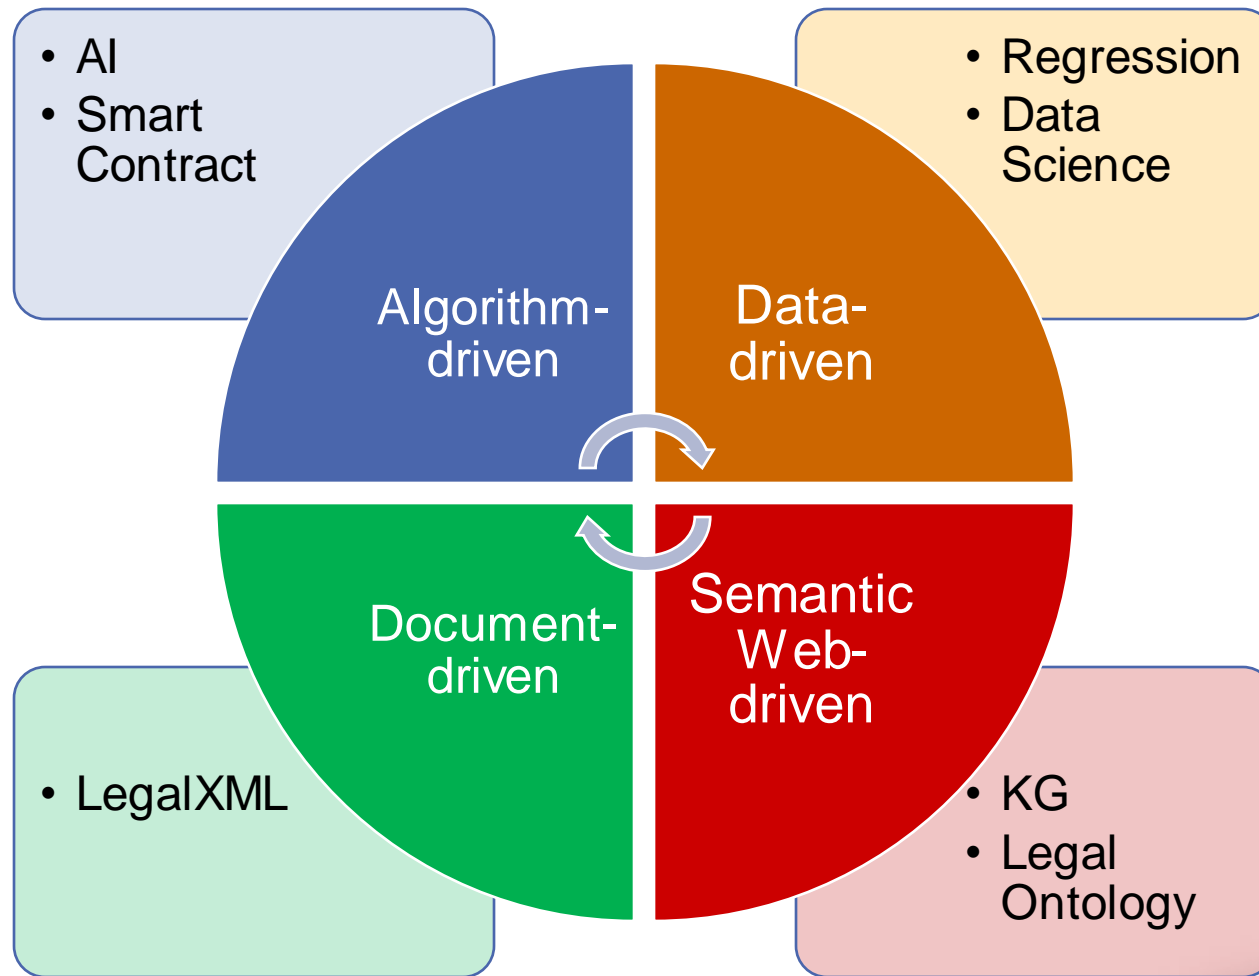 • AI
• Smart
Contract
• Regression
• Data
Science
Algorithm-
driven
Data-
driven
Document-
driven
Semantic
Web-
driven
• LegalXML
• KG
• Legal
Ontology